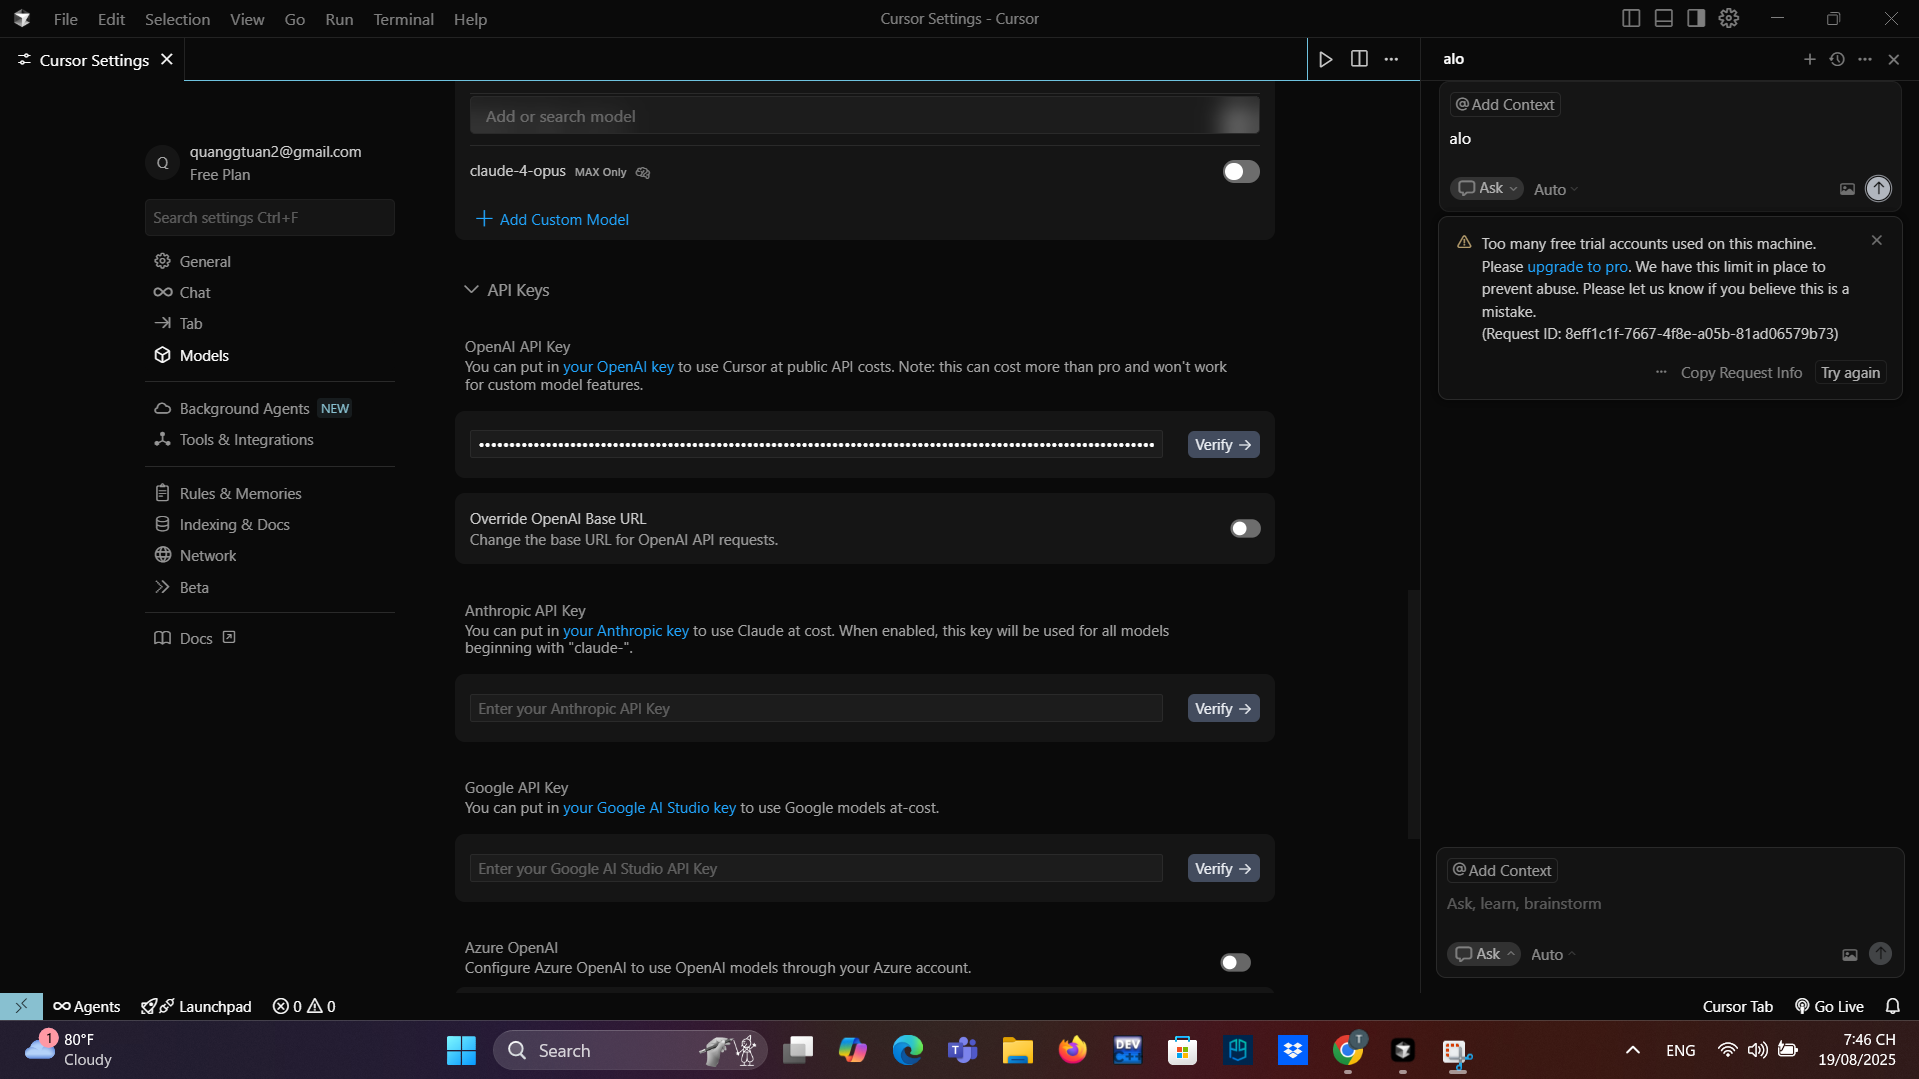 File Edit Selection View Go Run Terminal Help
Cursor Settings - Cursor
Cursor Settings
Q
quanggtuan2@gmail.com
Free Plan
Search settings Ctrl+F
General
Chat
Tab
Models
Background Agents NEW
Tools & Integrations
Rules & Memories
Indexing & Docs
Network
Beta
Docs
Add or search model
claude-4-opus MAX Only
Add Custom Model
API Keys
OpenAI API Key
You can put in your OpenAI key to use Cursor at public API costs. Note: this can cost more than pro and won't work
for custom model features.
Verify →
Override OpenAI Base URL
Change the base URL for OpenAI API requests.
Anthropic API Key
You can put in your Anthropic key to use Claude at cost. When enabled, this key will be used for all models
beginning with "claude-".
Enter your Anthropic API Key
Verify →
Google API Key
You can put in your Google AI Studio key to use Google models at-cost.
Enter your Google AI Studio API Key
Verify →
Azure OpenAI
Configure Azure OpenAI to use OpenAI models through your Azure account.
alo
@ Add Context
alo
Ask Auto
Too many free trial accounts used on this machine.
Please upgrade to pro. We have this limit in place to
prevent abuse. Please let us know if you believe this is a
mistake.
(Request ID: 8eff1c1f-7667-4f8e-a05b-81ad06579b73)
Copy Request Info Try again
@ Add Context
Ask, learn, brainstorm
Ask Auto
Agents Launchpad 0 0
Cursor Tab Go Live
1
80°F
Cloudy
Search
DEV
T
ENG
7:46 CH
19/08/2025